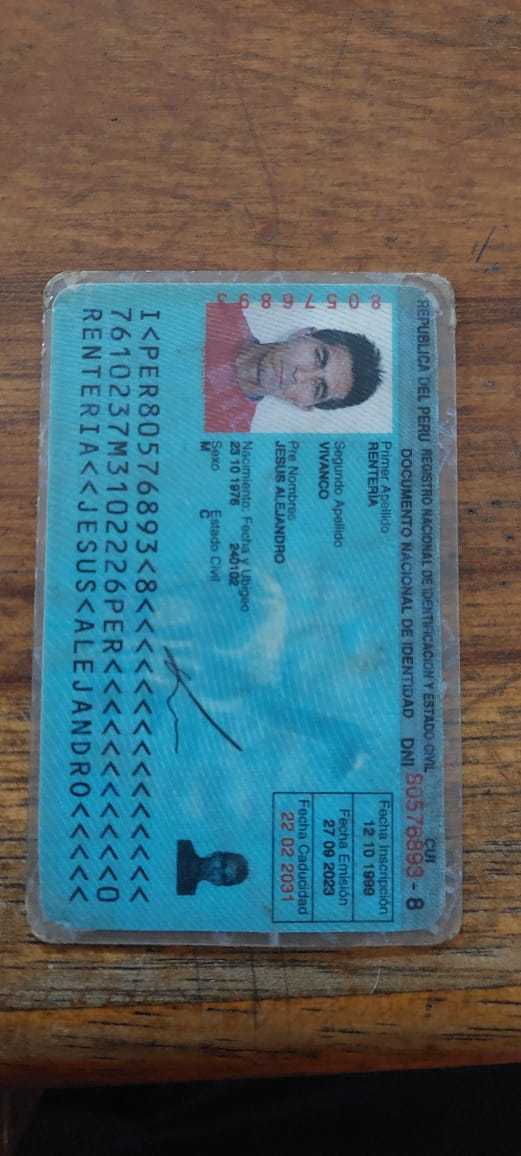 REPUBLICA DEL PERU REGISTRO NACIONAL DE IDENTIFICACION Y ESTADO CIVIL
DOCUMENTO NACIONAL DE IDENTIDAD DNI 80576893 - 8
CUI
80576893
Primer Apellido
RENTERIA
Segundo Apellido
VIVANCO
Pre Nombres
JESUS ALEJANDRO
Nacimiento: Fecha y Ubigeo
23 10 1976 240102
Sexo Estado Civil
M C
Fecha Inscripción
12 10 1999
Fecha Emisión
27 09 2023
Fecha Caducidad
22 02 2031
I<PER80576893<8<<<<<<<<<<<<<<<
7610237M3102226PER<<<<<<<<<<<0
RENTERIA<<JESUS<ALEJANDRO<<<<<